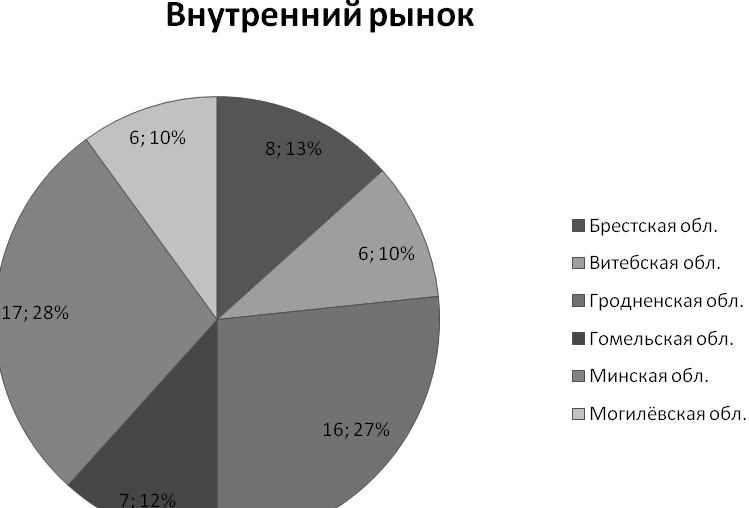 Внутренний рынок
6; 10%
8; 13%
6; 10%
17; 28%
16; 27%
7; 12%
Брестская обл.
Витебская обл.
Гродненская обл.
Гомельская обл.
Минская обл.
Могилёвская обл.